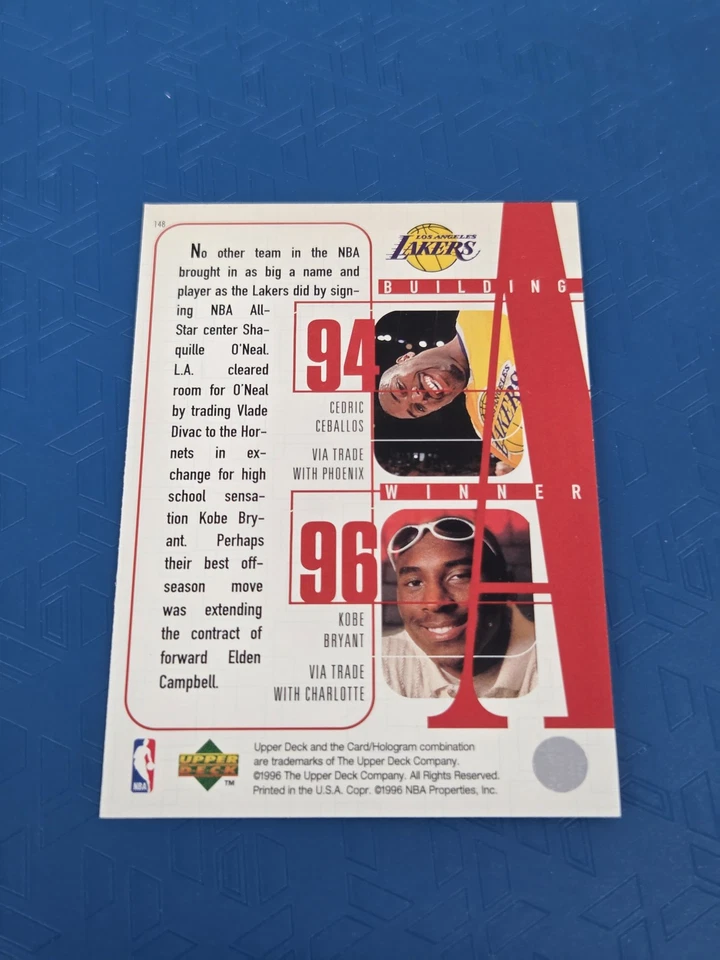 148
No other team in the NBA
brought in as big a name and
player as the Lakers did by sign-
ing NBA All-
Star center Sha-
quille O'Neal.
L.A. cleared
room for O'Neal
by trading Vlade
Divac to the Hor-
nets in ex-
change for high
school sensa-
tion Kobe Bry-
ant. Perhaps
their best off-
season move
was extending
the contract of
forward Elden
Campbell.
LOS ANGELES
LAKERS
BUILDING
A
94
CEDRIC
CEBALLOS
VIA TRADE
WITH PHOENIX
LOS ANGELES
LAKERS
WINNER
96
KOBE
BRYANT
VIA TRADE
WITH CHARLOTTE
NBA
UPPER
DECK
TM
Upper Deck and the Card/Hologram combination
are trademarks of The Upper Deck Company.
©1996 The Upper Deck Company. All Rights Reserved.
Printed in the U.S.A. Copr. ©1996 NBA Properties, Inc.